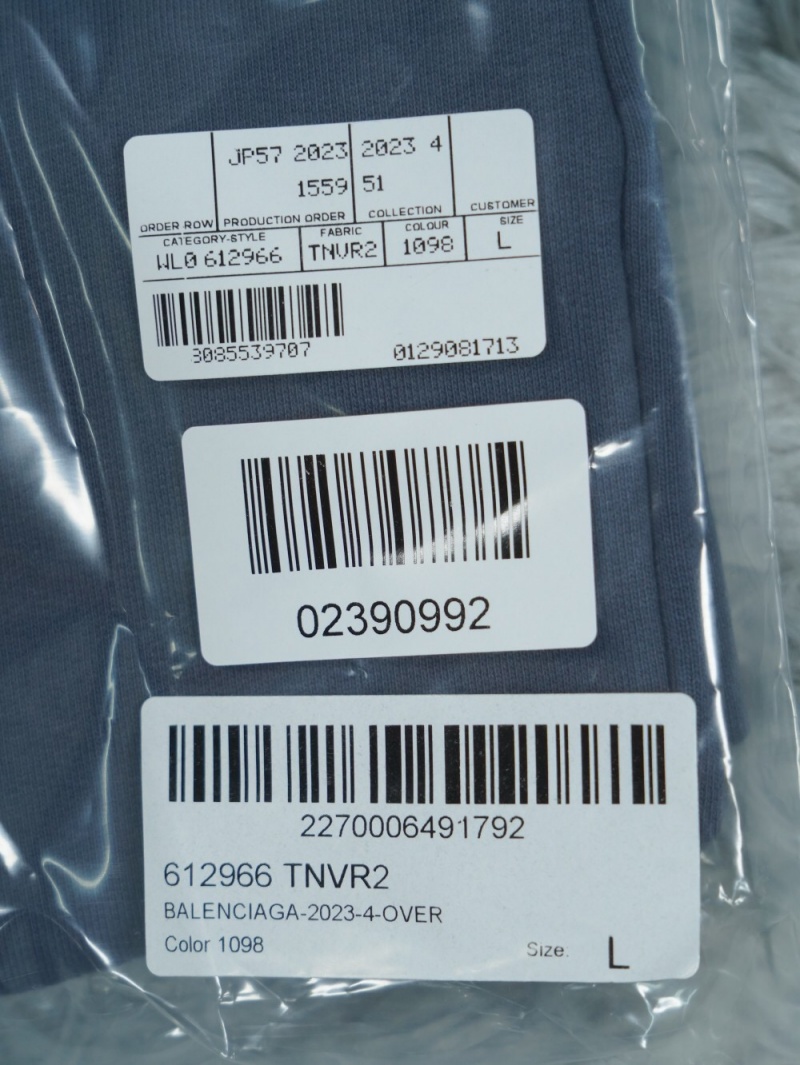 JP57 2023 2023 4
1559 51
ORDER ROW PRODUCTION ORDER COLLECTION CUSTOMER
CATEGORY-STYLE FABRIC COLOUR SIZE
WL0 612966 TNVR2 1098 L
3085539707 0129081713
02390992
2270006491792
612966 TNVR2
BALENCIAGA-2023-4-OVER
Color 1098 Size: L